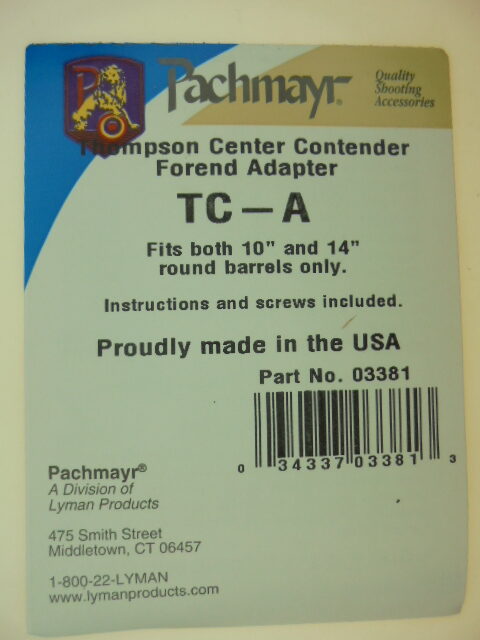 P
Pachmayr®
Quality
Shooting
Accessories
Thompson Center Contender
Forend Adapter
TC-A
Fits both 10" and 14"
round barrels only.
Instructions and screws included.
Proudly made in the USA
Part No. 03381
0 34337 03381 3
Pachmayr®
A Division of
Lyman Products
475 Smith Street
Middletown, CT 06457
1-800-22-LYMAN
www.lymanproducts.com